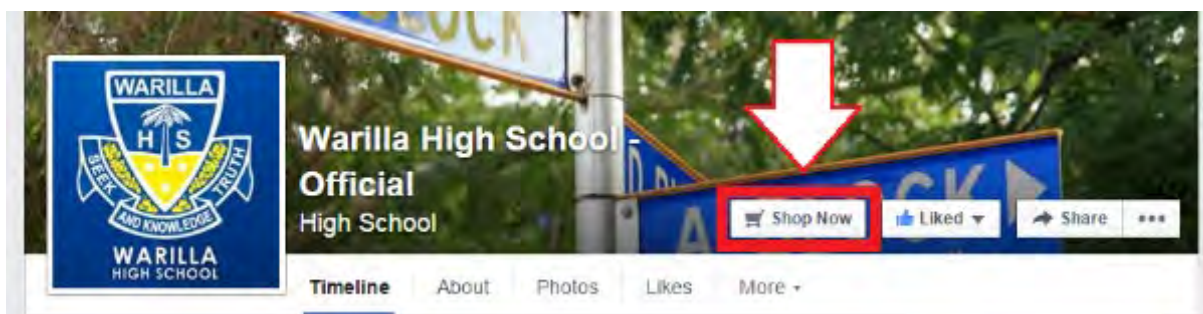 WARILLA
H S
SEEK
TRUTH
AND KNOWLEDGE
WARILLA
HIGH SCHOOL
Warilla High School -
Official
High School
Shop Now
Liked
Share
Timeline About Photos Likes More